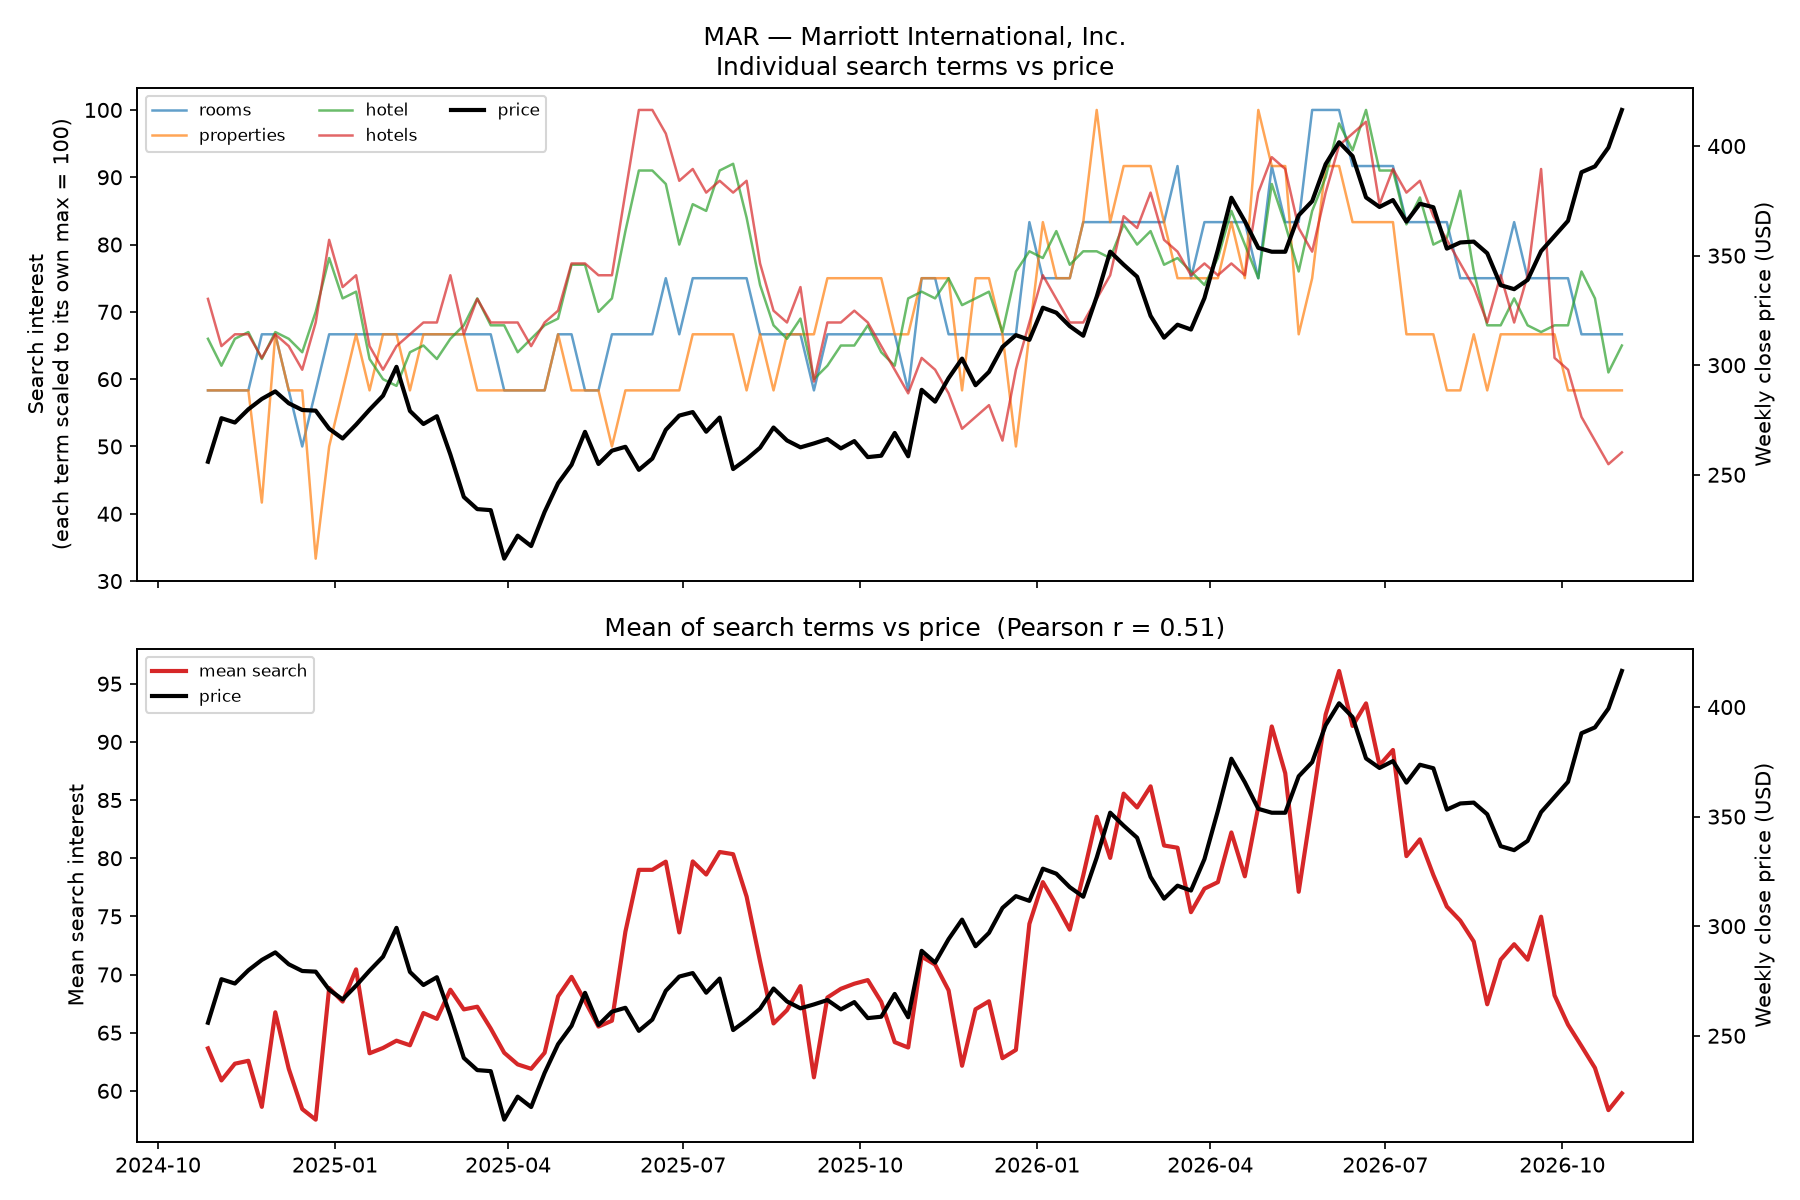 MAR — Marriott International, Inc.
Individual search terms vs price
rooms
properties
hotel
hotels
price
Search interest
(each term scaled to its own max = 100)
100
90
80
70
60
50
40
30
400
350
300
250
Weekly close price (USD)
Mean of search terms vs price (Pearson r = 0.51)
mean search
price
Mean search interest
95
90
85
80
75
70
65
60
400
350
300
250
Weekly close price (USD)
2024-10
2025-01
2025-04
2025-07
2025-10
2026-01
2026-04
2026-07
2026-10